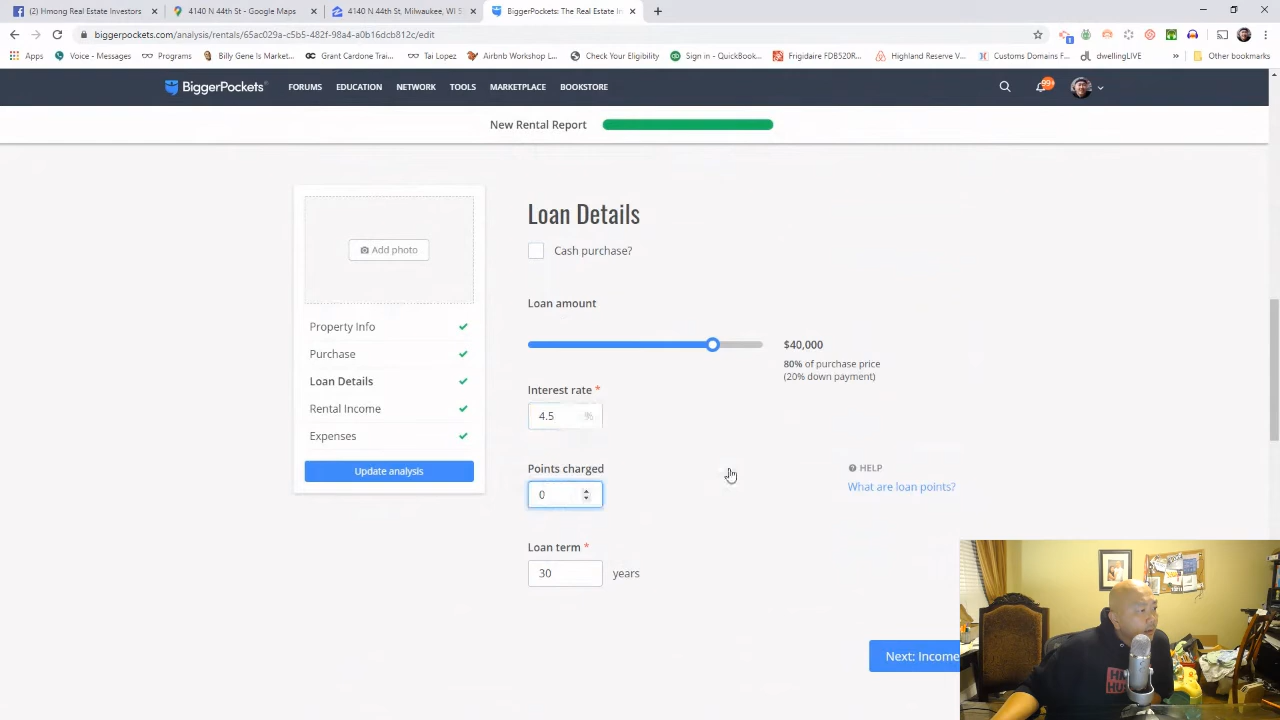 (2) Hmong Real Estate Investors
4140 N 44th St - Google Maps
4140 N 44th St, Milwaukee, WI 5
BiggerPockets: The Real Estate In
biggerpockets.com/analysis/rentals/65ac029a-c5b5-482f-98a4-a0b16dcb812c/edit
Apps
Voice - Messages
Programs
Billy Gene Is Market...
Grant Cardone Trai...
Tai Lopez
Airbnb Workshop L...
Check Your Eligibility
Sign in - QuickBook...
Frigidaire FDB520R...
Highland Reserve V...
Customs Domains F...
dwellingLIVE
Other bookmarks
BiggerPockets
FORUMS
EDUCATION
NETWORK
TOOLS
MARKETPLACE
BOOKSTORE
99+
New Rental Report
Add photo
Property Info
Purchase
Loan Details
Rental Income
Expenses
Update analysis
Loan Details
Cash purchase?
Loan amount
$40,000
80% of purchase price
(20% down payment)
Interest rate *
4.5 %
Points charged
0
HELP
What are loan points?
Loan term *
30 years
Next: Income